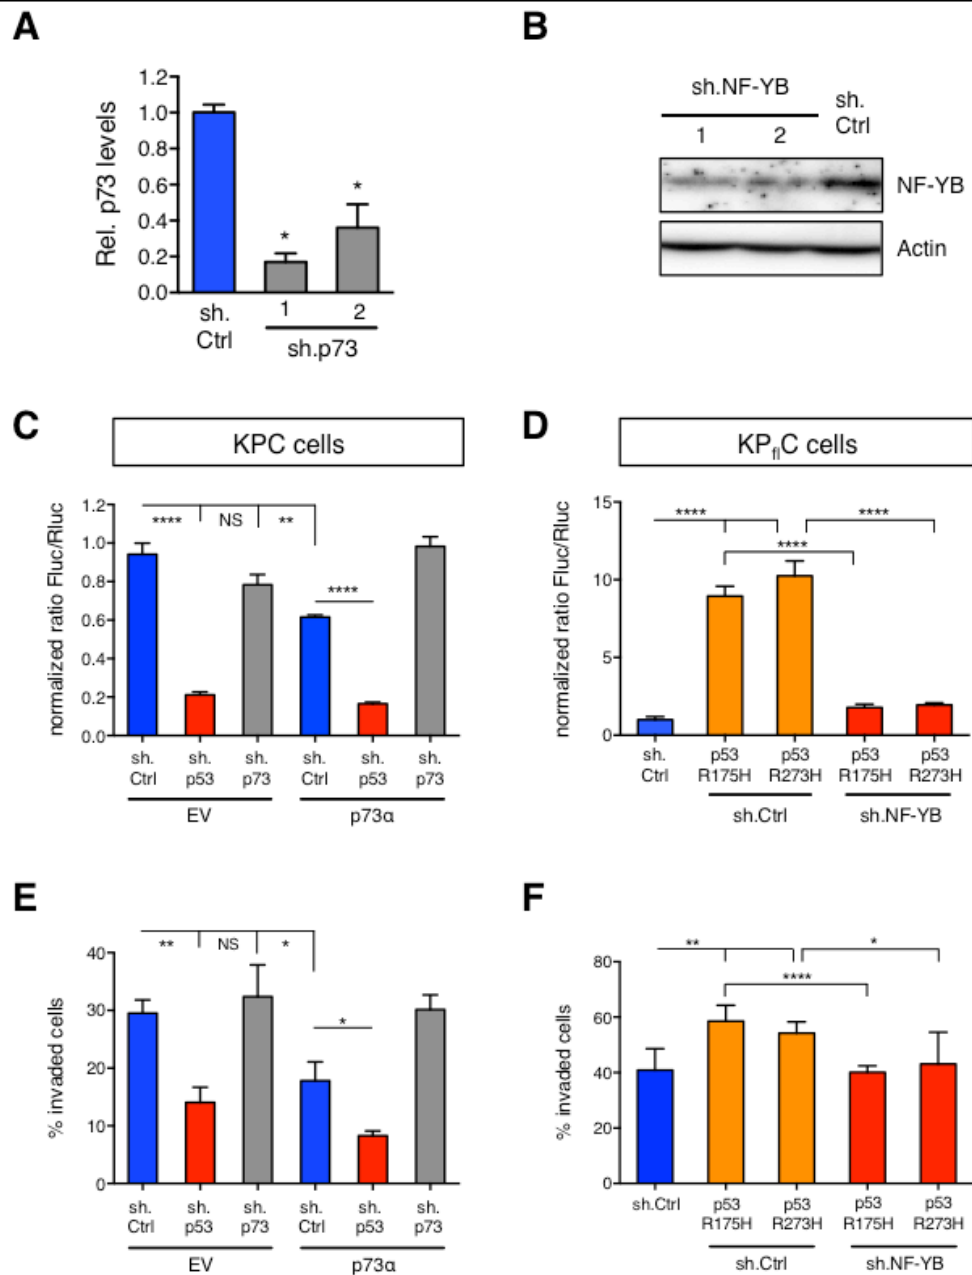 A
Rel. p73 levels
1.2
1.0
0.8
0.6
0.4
0.2
0.0
*
*
sh.
Ctrl
1
2
sh.p73
B
sh.NF-YB
1
2
sh.
Ctrl
NF-YB
Actin
C
KPC cells
normalized ratio Fluc/Rluc
1.2
1.0
0.8
0.6
0.4
0.2
0.0
**** NS **
****
sh. sh. sh. sh. sh. sh.
Ctrl p53 p73 Ctrl p53 p73
EV p73α
D
KPflC cells
normalized ratio Fluc/Rluc
15
10
5
0
**** ****
****
sh. p53 p53 p53 p53
Ctrl R175H R273H R175H R273H
sh.Ctrl sh.NF-YB
E
% invaded cells
40
30
20
10
0
** NS *
*
sh. sh. sh. sh. sh. sh.
Ctrl p53 p73 Ctrl p53 p73
EV p73α
F
% invaded cells
80
60
40
20
0
** *
****
sh.Ctrl p53 p53 p53 p53
R175H R273H R175H R273H
sh.Ctrl sh.NF-YB